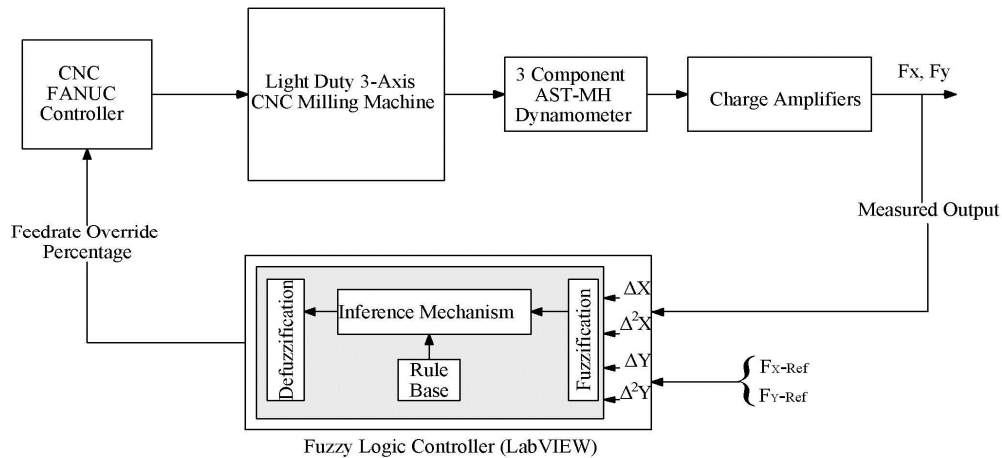 CNC
FANUC
Controller
Light Duty 3-Axis
CNC Milling Machine
3 Component
AST-MH
Dynamometer
Charge Amplifiers
Fx, Fy
Measured Output
Feedrate Override
Percentage
Defuzzification
Inference Mechanism
Rule
Base
Fuzzification
ΔX
Δ²X
ΔY
Δ²Y
FX-Ref
FY-Ref
Fuzzy Logic Controller (LabVIEW)